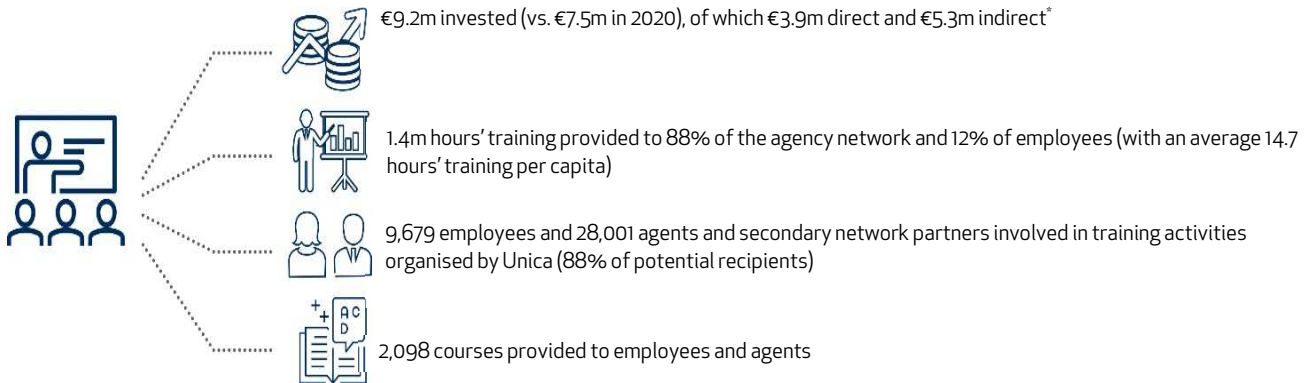 €9.2m invested (vs. €7.5m in 2020), of which €3.9m direct and €5.3m indirect*
1.4m hours' training provided to 88% of the agency network and 12% of employees (with an average 14.7
hours' training per capita)
9,679 employees and 28,001 agents and secondary network partners involved in training activities
organised by Unica (88% of potential recipients)
A C
D
2,098 courses provided to employees and agents